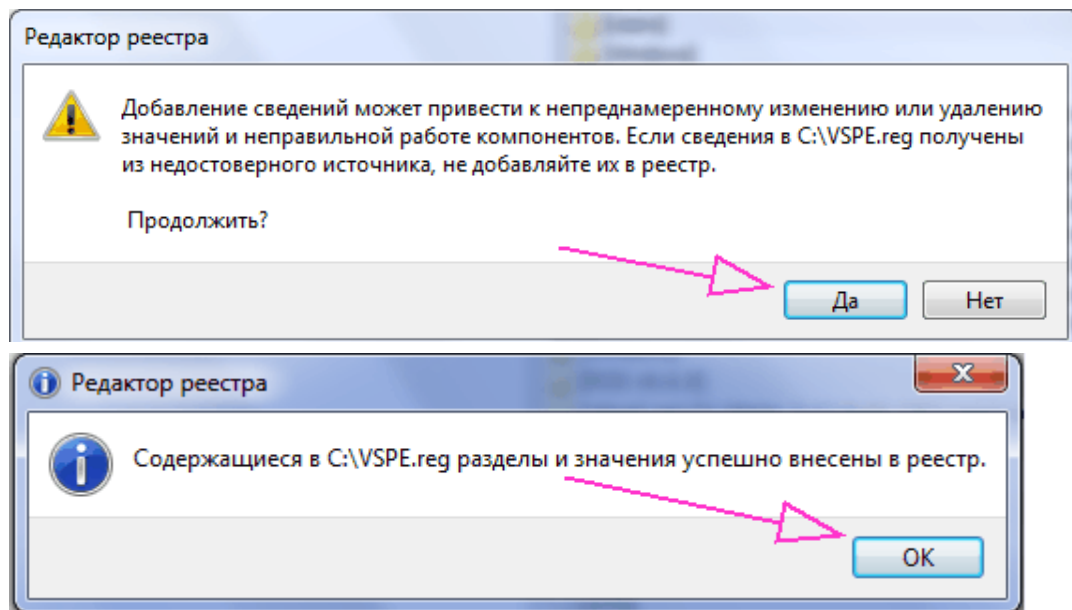 Редактор реестра
Добавление сведений может привести к непреднамеренному изменению или удалению
значений и неправильной работе компонентов. Если сведения в C:\VSPE.reg получены
из недостоверного источника, не добавляйте их в реестр.
Продолжить?
Да
Нет
Редактор реестра
Содержащиеся в C:\VSPE.reg разделы и значения успешно внесены в реестр.
OK